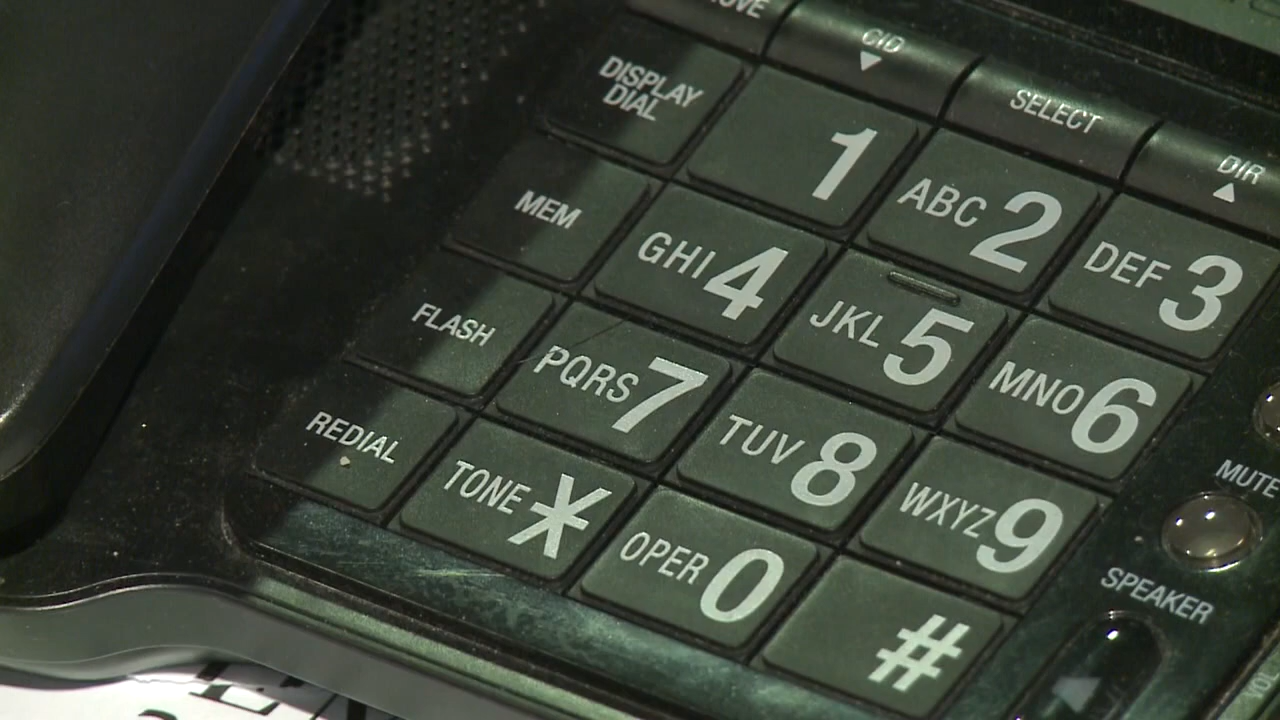 CID
SELECT
DIR
DISPLAY
DIAL
1
ABC 2
DEF 3
MEM
GHI 4
JKL 5
MNO 6
FLASH
PQRS 7
TUV 8
WXYZ 9
REDIAL
TONE *
OPER 0
#
MUTE
SPEAKER
VOL